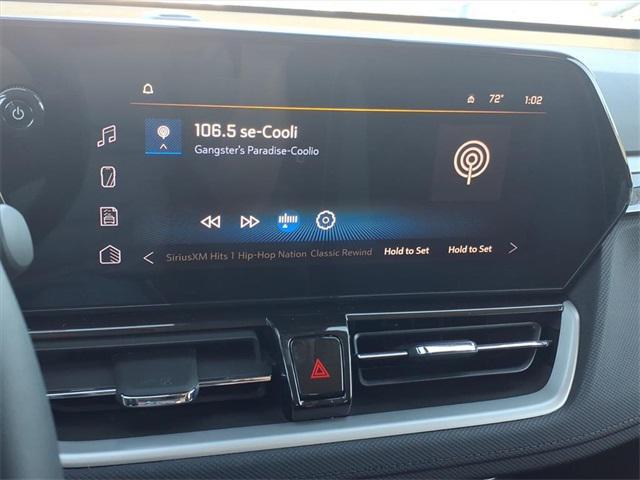 72° 1:02
106.5 se-Cooli
Gangster's Paradise-Coolio
SiriusXM Hits 1 Hip-Hop Nation Classic Rewind Hold to Set Hold to Set